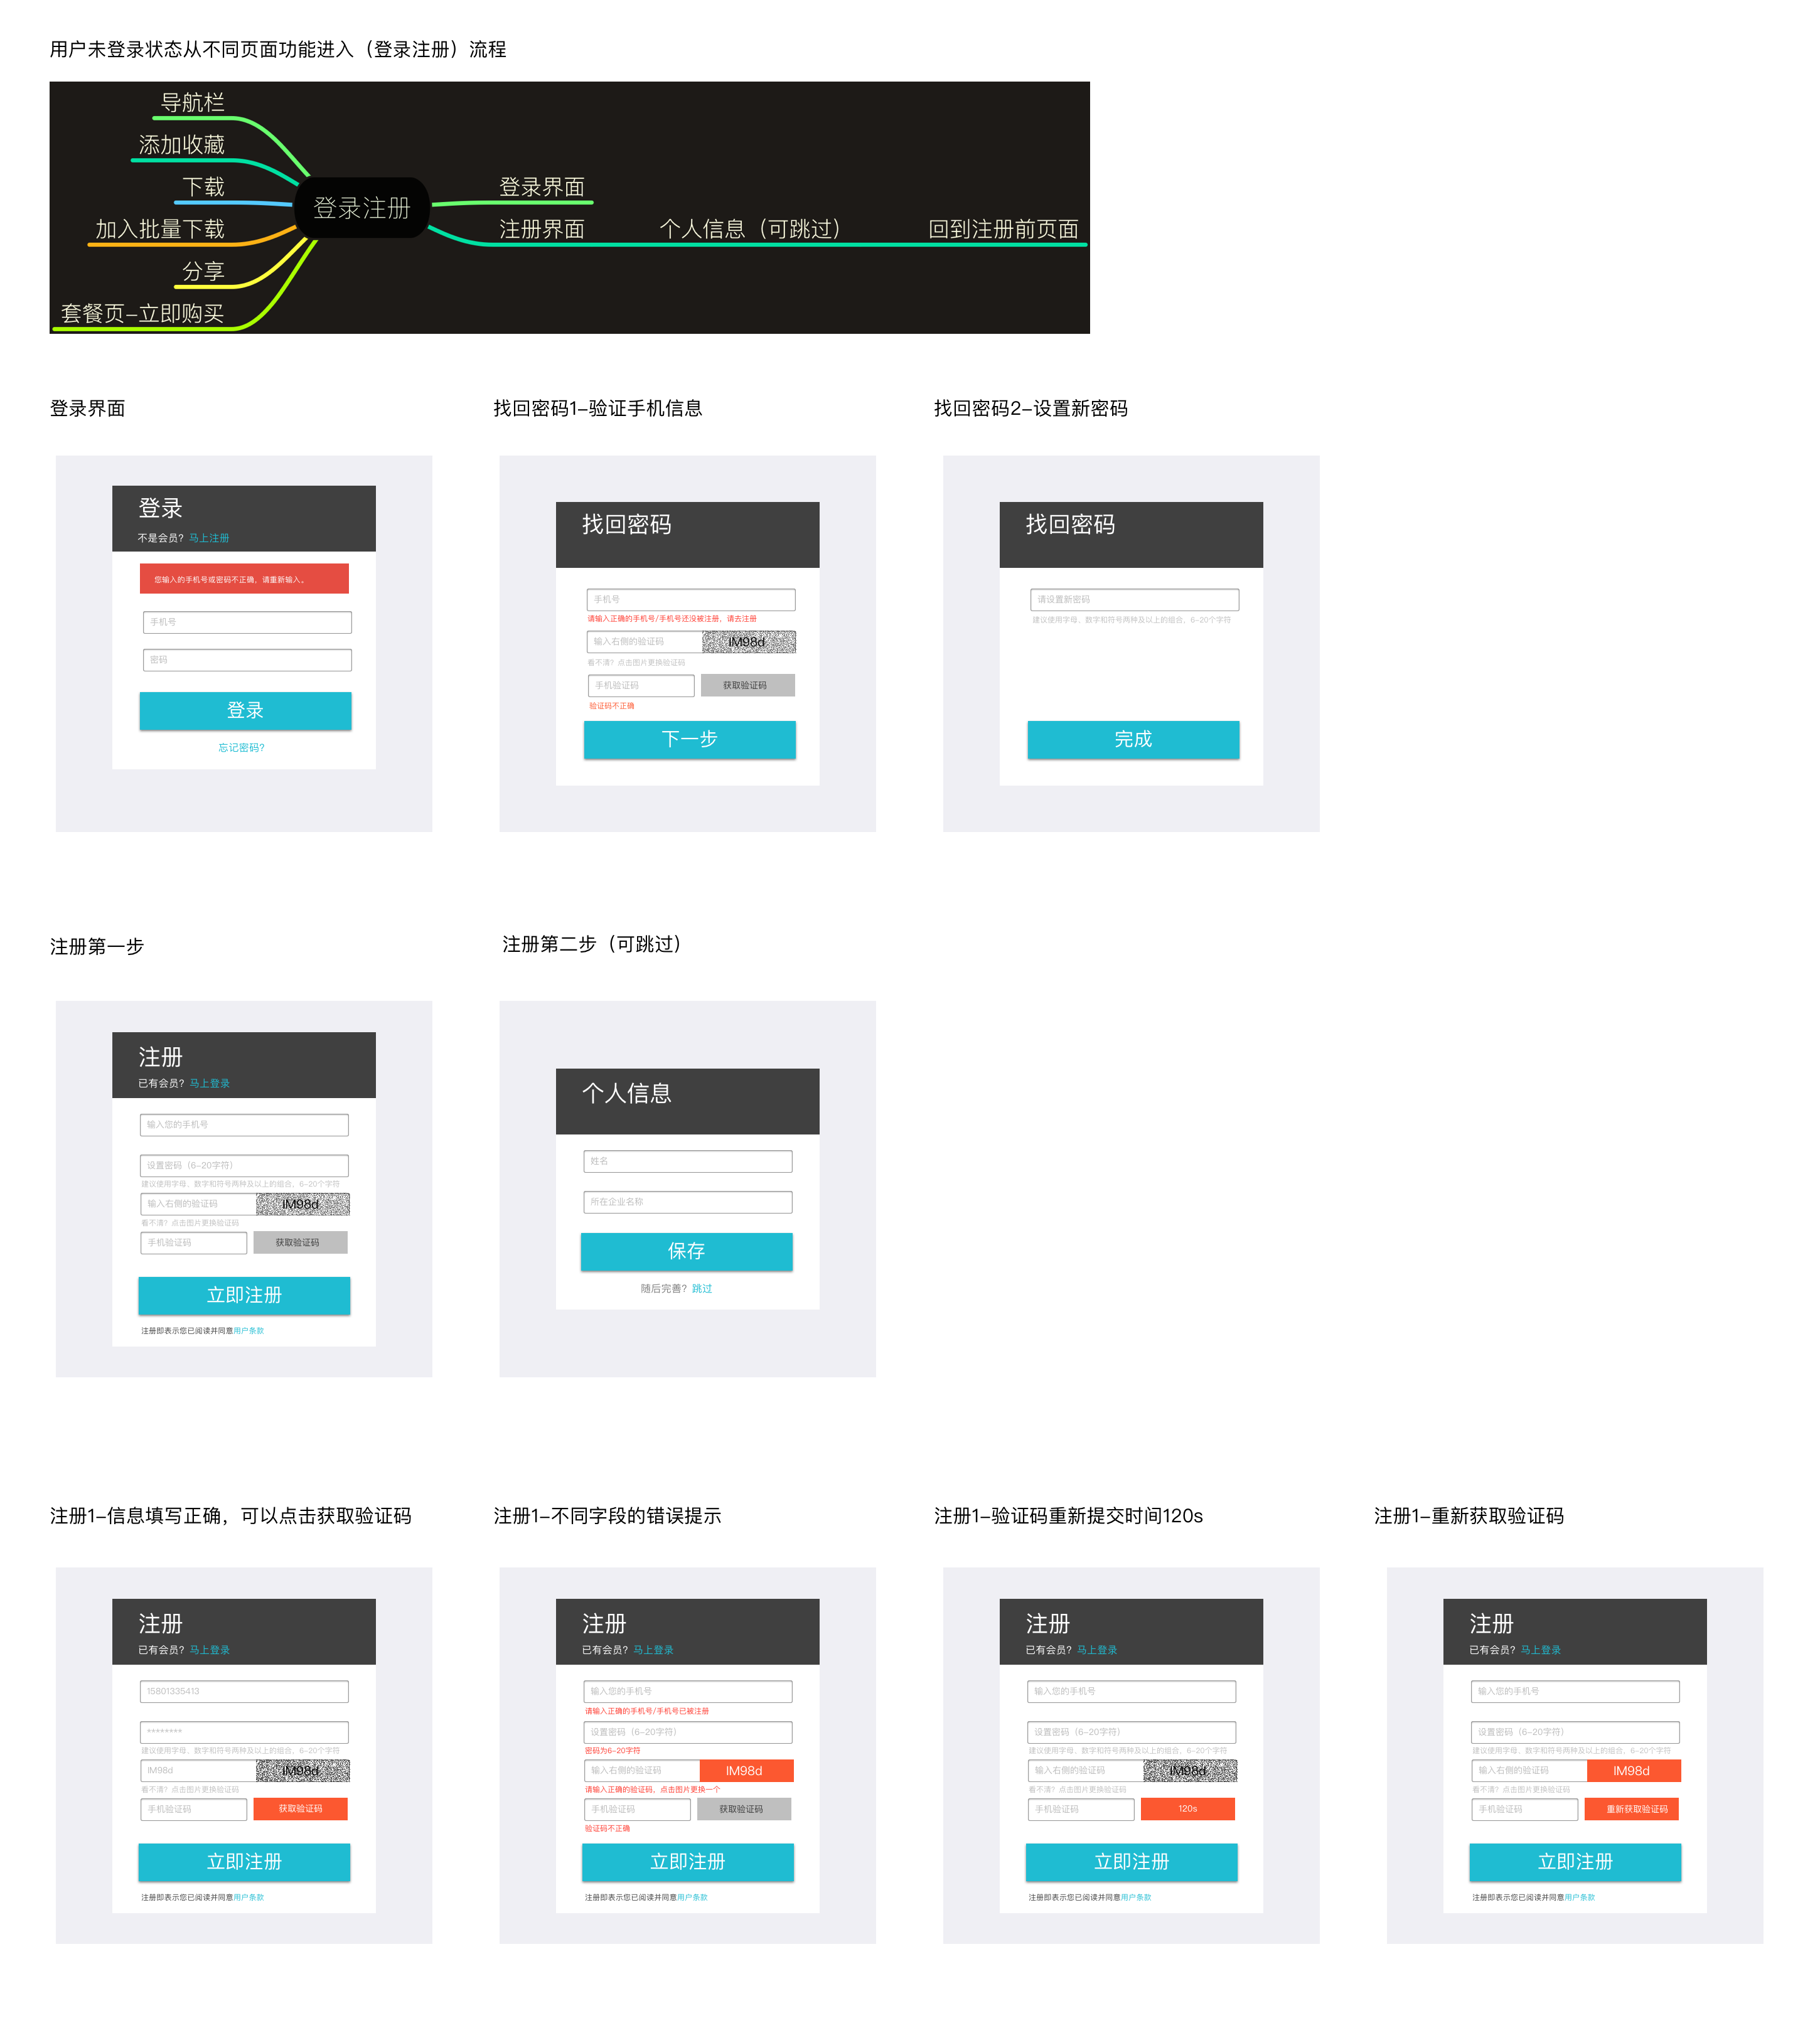 用户未登录状态从不同页面功能进入（登录注册）流程
导航栏
添加收藏
下载
加入批量下载
分享
套餐页-立即购买
登录注册
登录界面
注册界面
个人信息（可跳过）
回到注册前页面
登录界面
找回密码1-验证手机信息
找回密码2-设置新密码
登录
不是会员？马上注册
您输入的手机号或密码不正确，请重新输入。
手机号
密码
登录
忘记密码？
找回密码
手机号
请输入正确的手机号/手机号还没被注册，请去注册
输入右侧的验证码
IM98d
看不清？点击图片更换验证码
手机验证码
获取验证码
验证码不正确
下一步
找回密码
请设置新密码
建议使用字母、数字和符号两种及以上的组合，6-20个字符
完成
注册第一步
注册第二步（可跳过）
注册
已有会员？马上登录
输入您的手机号
设置密码（6-20字符）
建议使用字母、数字和符号两种及以上的组合，6-20个字符
输入右侧的验证码
IM98d
看不清？点击图片更换验证码
手机验证码
获取验证码
立即注册
注册即表示您已阅读并同意用户条款
个人信息
姓名
所在企业名称
保存
随后完善？跳过
注册1-信息填写正确，可以点击获取验证码
注册1-不同字段的错误提示
注册1-验证码重新提交时间120s
注册1-重新获取验证码
注册
已有会员？马上登录
15801335413
********
建议使用字母、数字和符号两种及以上的组合，6-20个字符
IM98d
IM98d
看不清？点击图片更换验证码
手机验证码
获取验证码
立即注册
注册即表示您已阅读并同意用户条款
注册
已有会员？马上登录
输入您的手机号
请输入正确的手机号/手机号已被注册
设置密码（6-20字符）
密码为6-20字符
输入右侧的验证码
IM98d
请输入正确的验证码，点击图片更换一个
手机验证码
获取验证码
验证码不正确
立即注册
注册即表示您已阅读并同意用户条款
注册
已有会员？马上登录
输入您的手机号
设置密码（6-20字符）
建议使用字母、数字和符号两种及以上的组合，6-20个字符
输入右侧的验证码
IM98d
看不清？点击图片更换验证码
手机验证码
120s
立即注册
注册即表示您已阅读并同意用户条款
注册
已有会员？马上登录
输入您的手机号
设置密码（6-20字符）
建议使用字母、数字和符号两种及以上的组合，6-20个字符
输入右侧的验证码
IM98d
看不清？点击图片更换验证码
手机验证码
重新获取验证码
立即注册
注册即表示您已阅读并同意用户条款